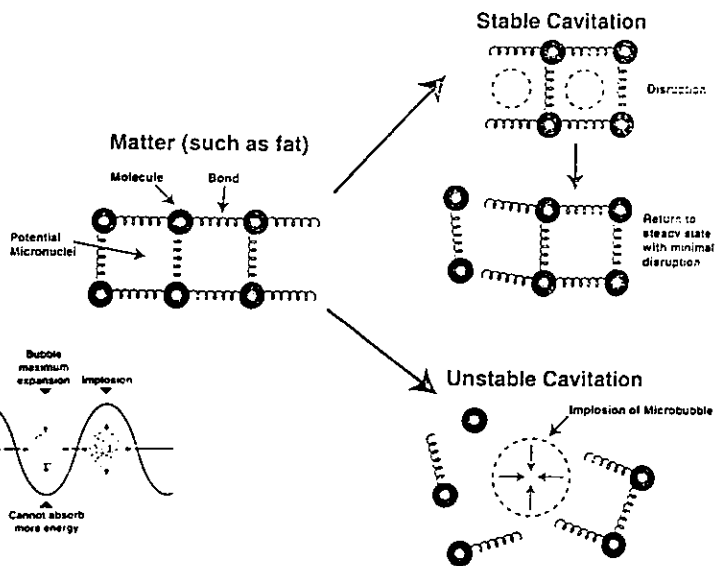 Stable Cavitation
Disruption
Matter (such as fat)
Molecule
Bond
Potential
Micronuclei
Return to
steady state
with minimal
disruption
Bubble
maximum
expansion
Implosion
Cannot absorb
more energy
Unstable Cavitation
Implosion of Microbubble